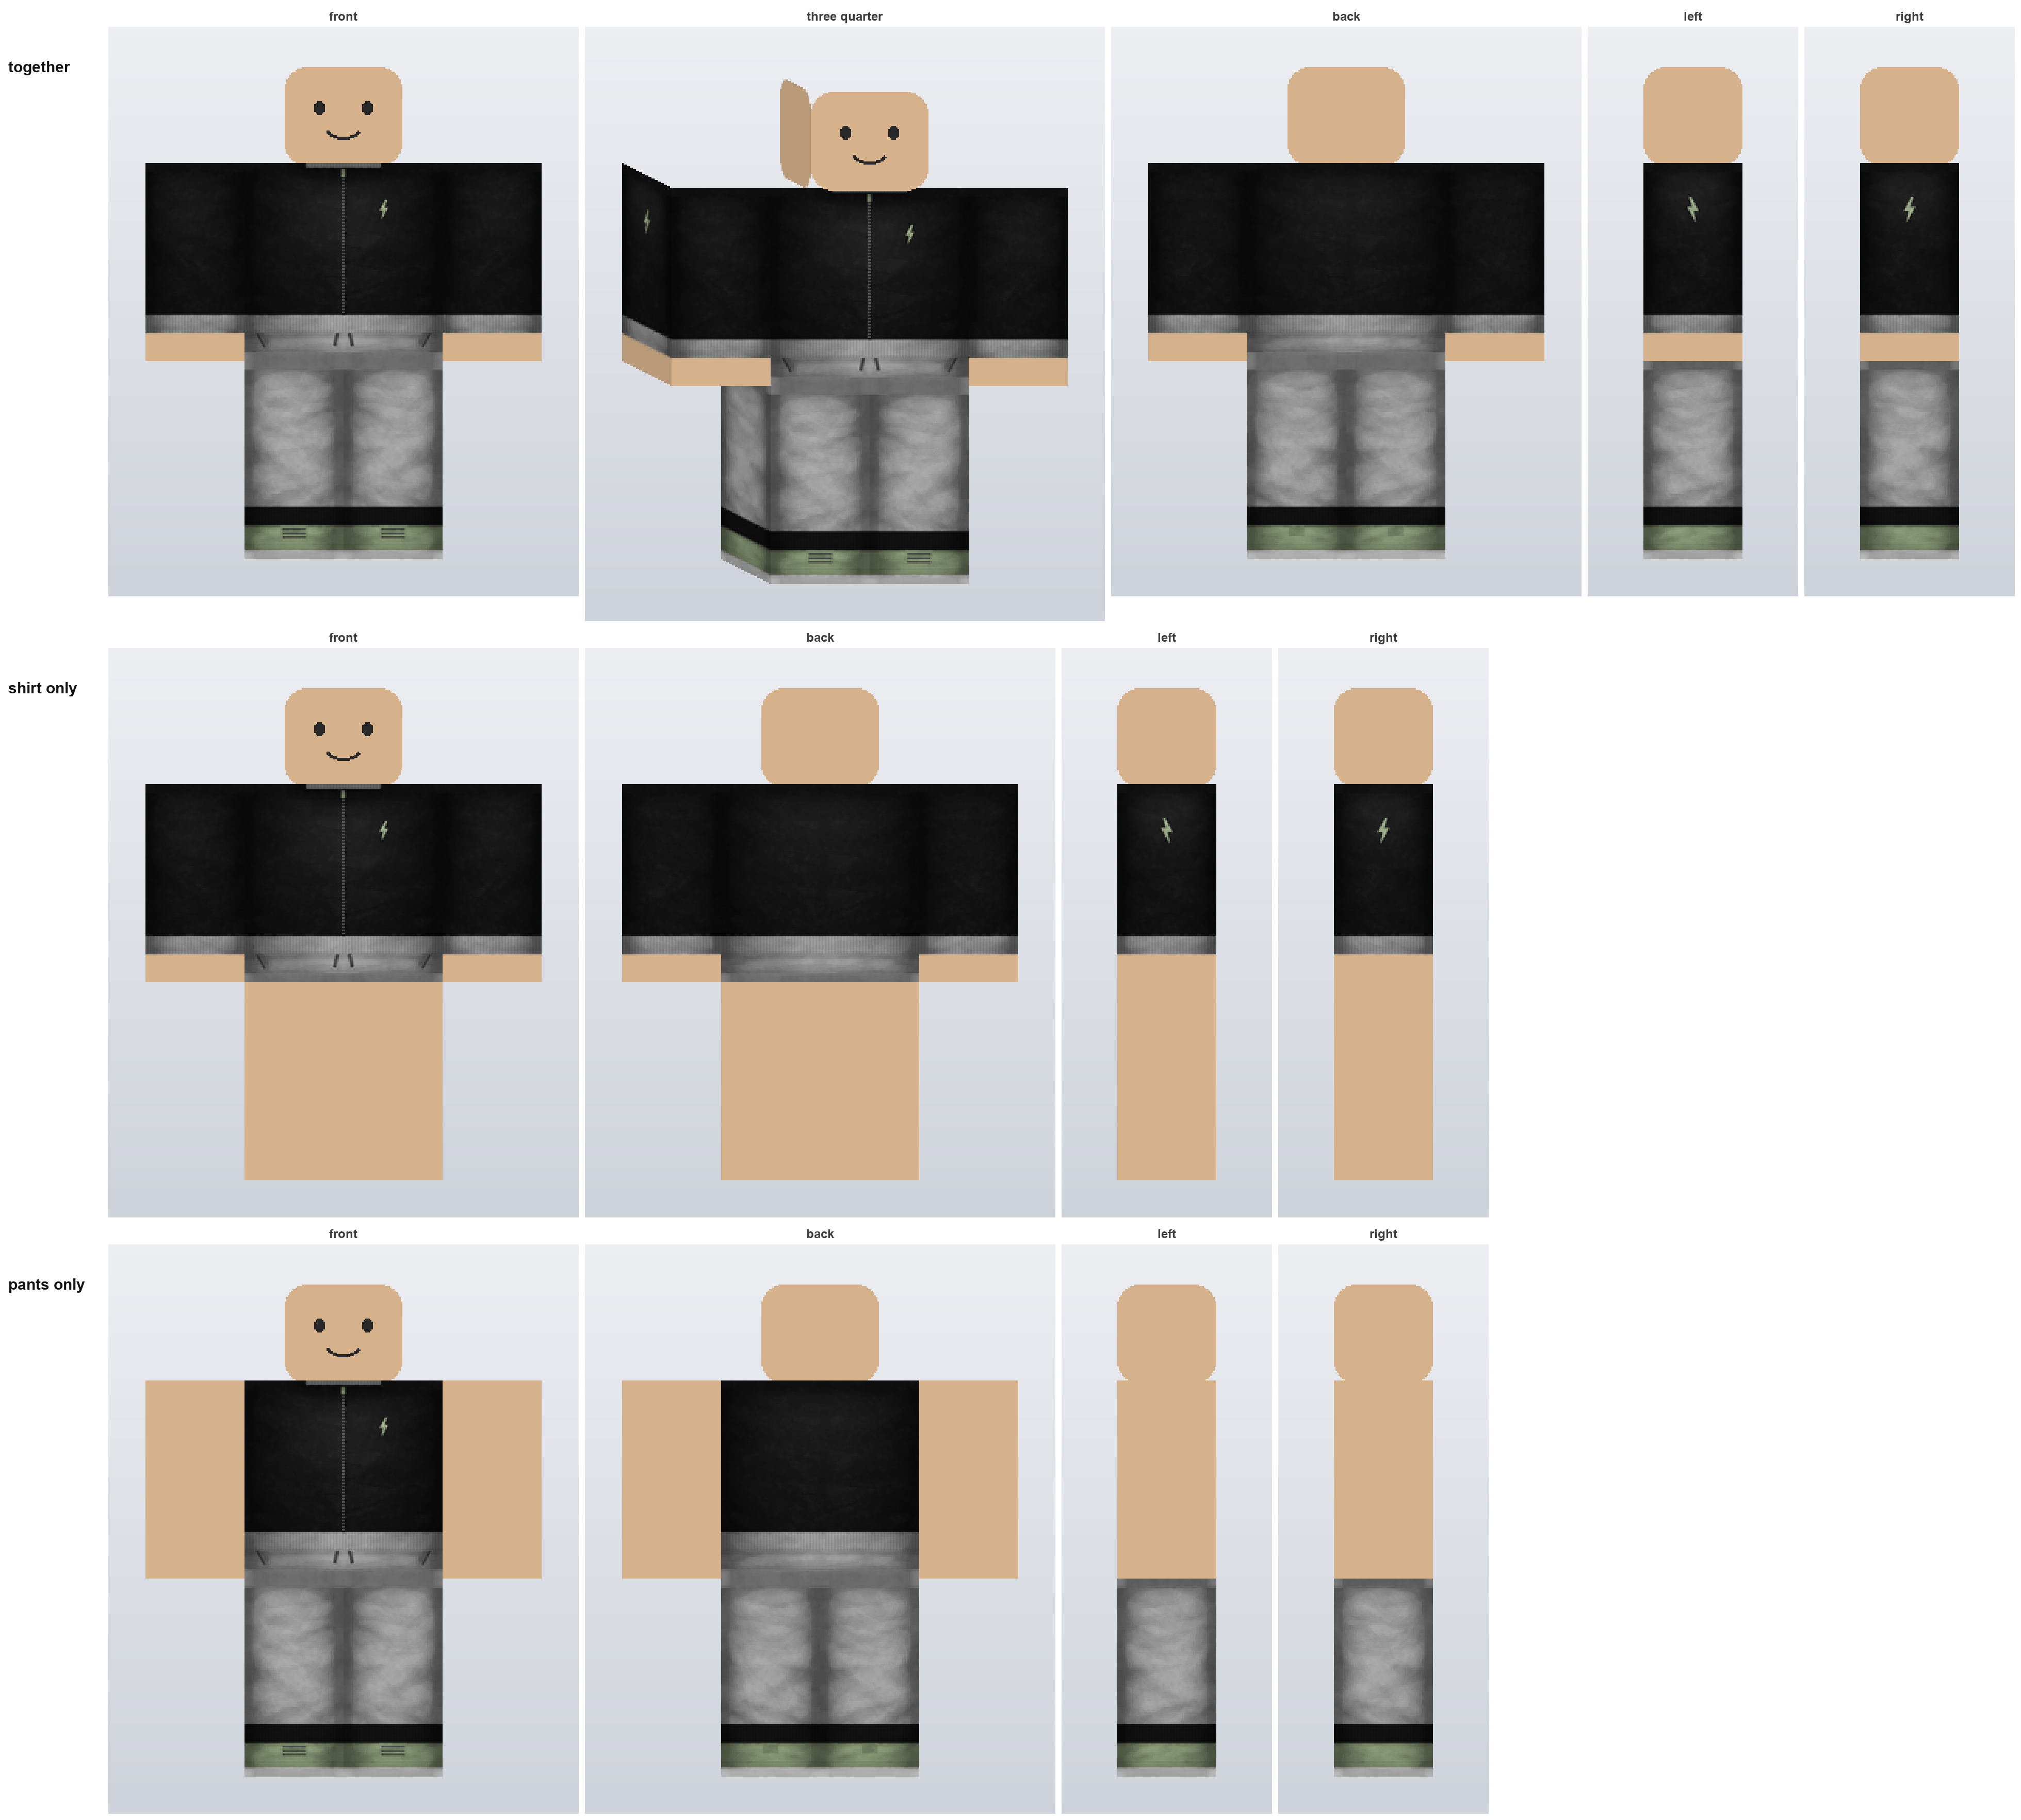 front three quarter back left right
together
front back left right
shirt only
front back left right
pants only